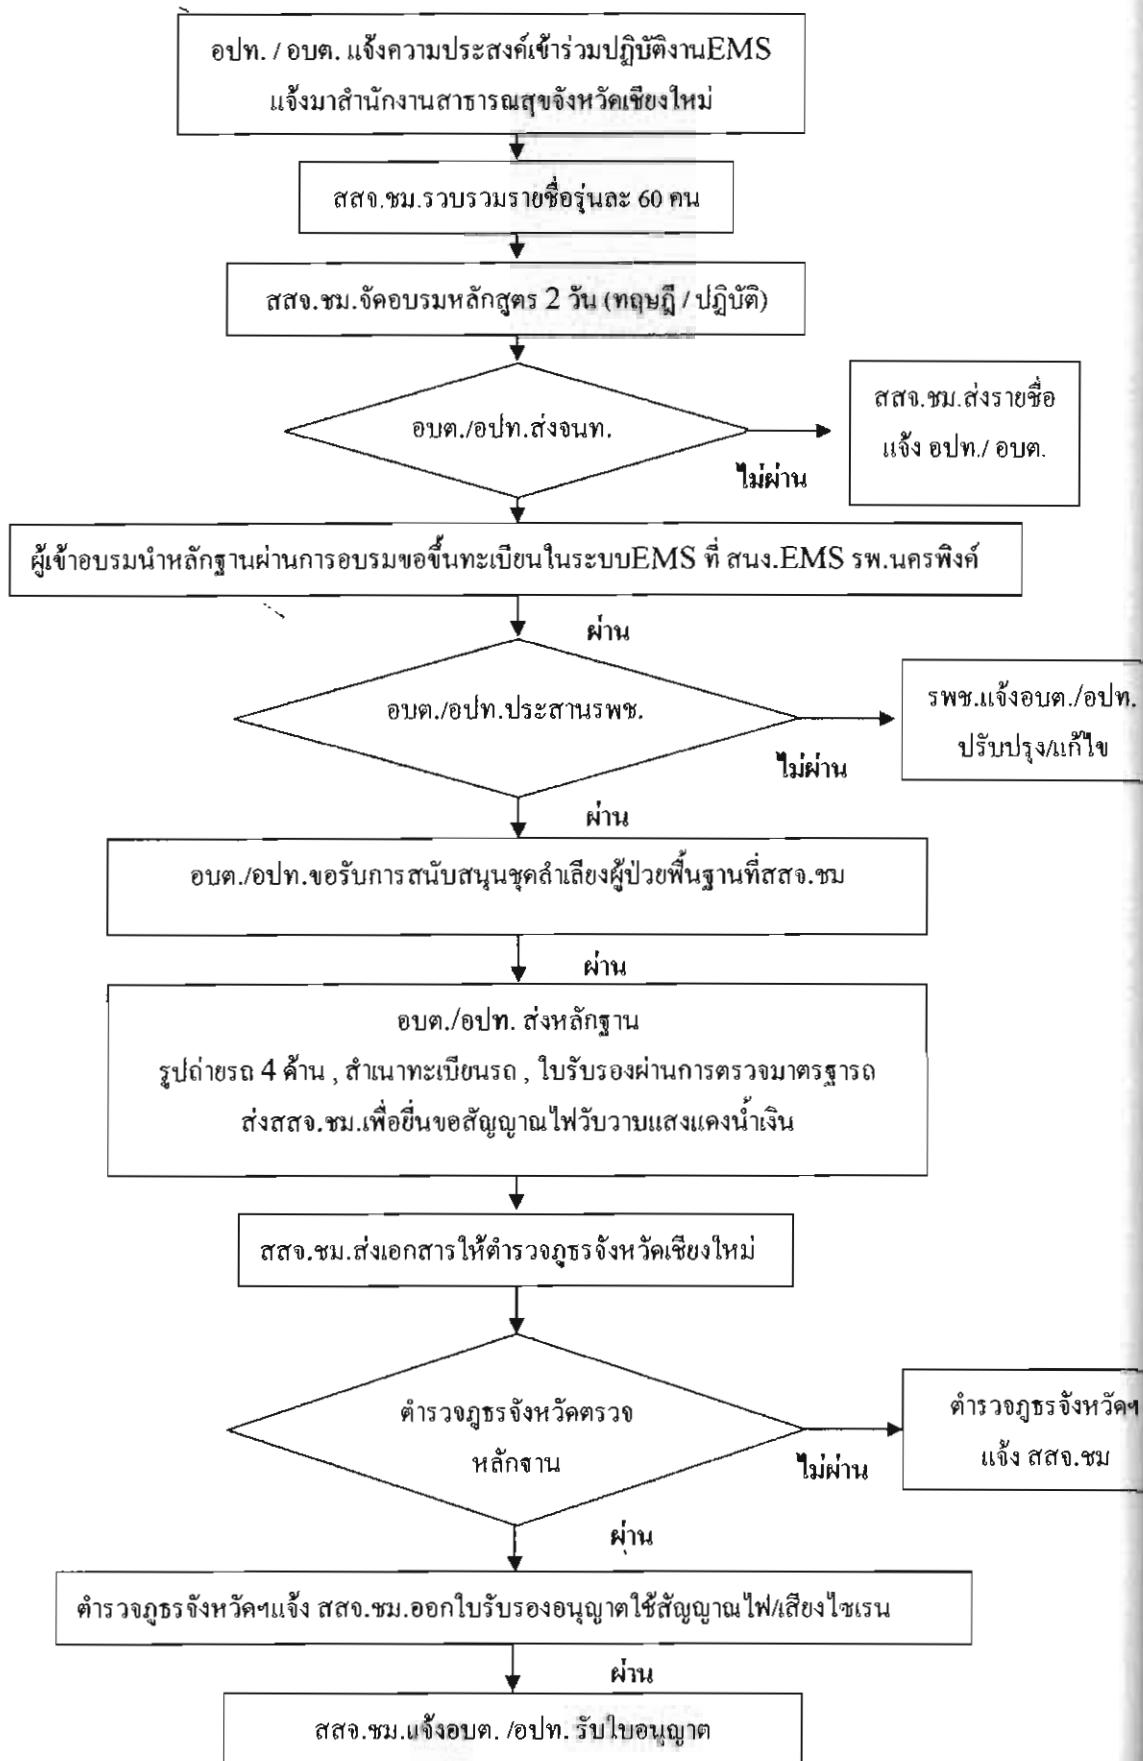 อปท. / อบต. แจ้งความประสงค์เข้าร่วมปฏิบัติงานEMS
แจ้งมาสำนักงานสาธารณสุขจังหวัดเชียงใหม่
สสจ.ชม.รวบรวมรายชื่อรุ่นละ 60 คน
สสจ.ชม.จัดอบรมหลักสูตร 2 วัน (ทฤษฎี / ปฏิบัติ)
อบต./อปท.ส่งจนท.
ไม่ผ่าน
สสจ.ชม.ส่งรายชื่อ
แจ้ง อปท./ อบต.
ผู้เข้าอบรมนำหลักฐานผ่านการอบรมขอขึ้นทะเบียนในระบบEMS ที่ สนง.EMS รพ.นครพิงค์
ผ่าน
อบต./อปท.ประสานรพช.
ไม่ผ่าน
รพช.แจ้งอบต./อปท.
ปรับปรุง/แก้ไข
ผ่าน
อบต./อปท.ขอรับการสนับสนุนชุดลำเลียงผู้ป่วยพื้นฐานที่สสจ.ชม
ผ่าน
อบต./อปท. ส่งหลักฐาน
รูปถ่ายรถ 4 ด้าน , สำเนาทะเบียนรถ , ใบรับรองผ่านการตรวจมาตรฐารถ
ส่งสสจ.ชม.เพื่อยื่นขอสัญญาณไฟวับวาบแสงแดงน้ำเงิน
สสจ.ชม.ส่งเอกสารให้ตำรวจภูธรจังหวัดเชียงใหม่
ตำรวจภูธรจังหวัดตรวจ
หลักฐาน
ไม่ผ่าน
ตำรวจภูธรจังหวัดฯ
แจ้ง สสจ.ชม
ผ่าน
ตำรวจภูธรจังหวัดฯแจ้ง สสจ.ชม.ออกใบรับรองอนุญาตใช้สัญญาณไฟ/เสียงไซเรน
ผ่าน
สสจ.ชม.แจ้งอบต. /อปท. รับใบอนุญาต